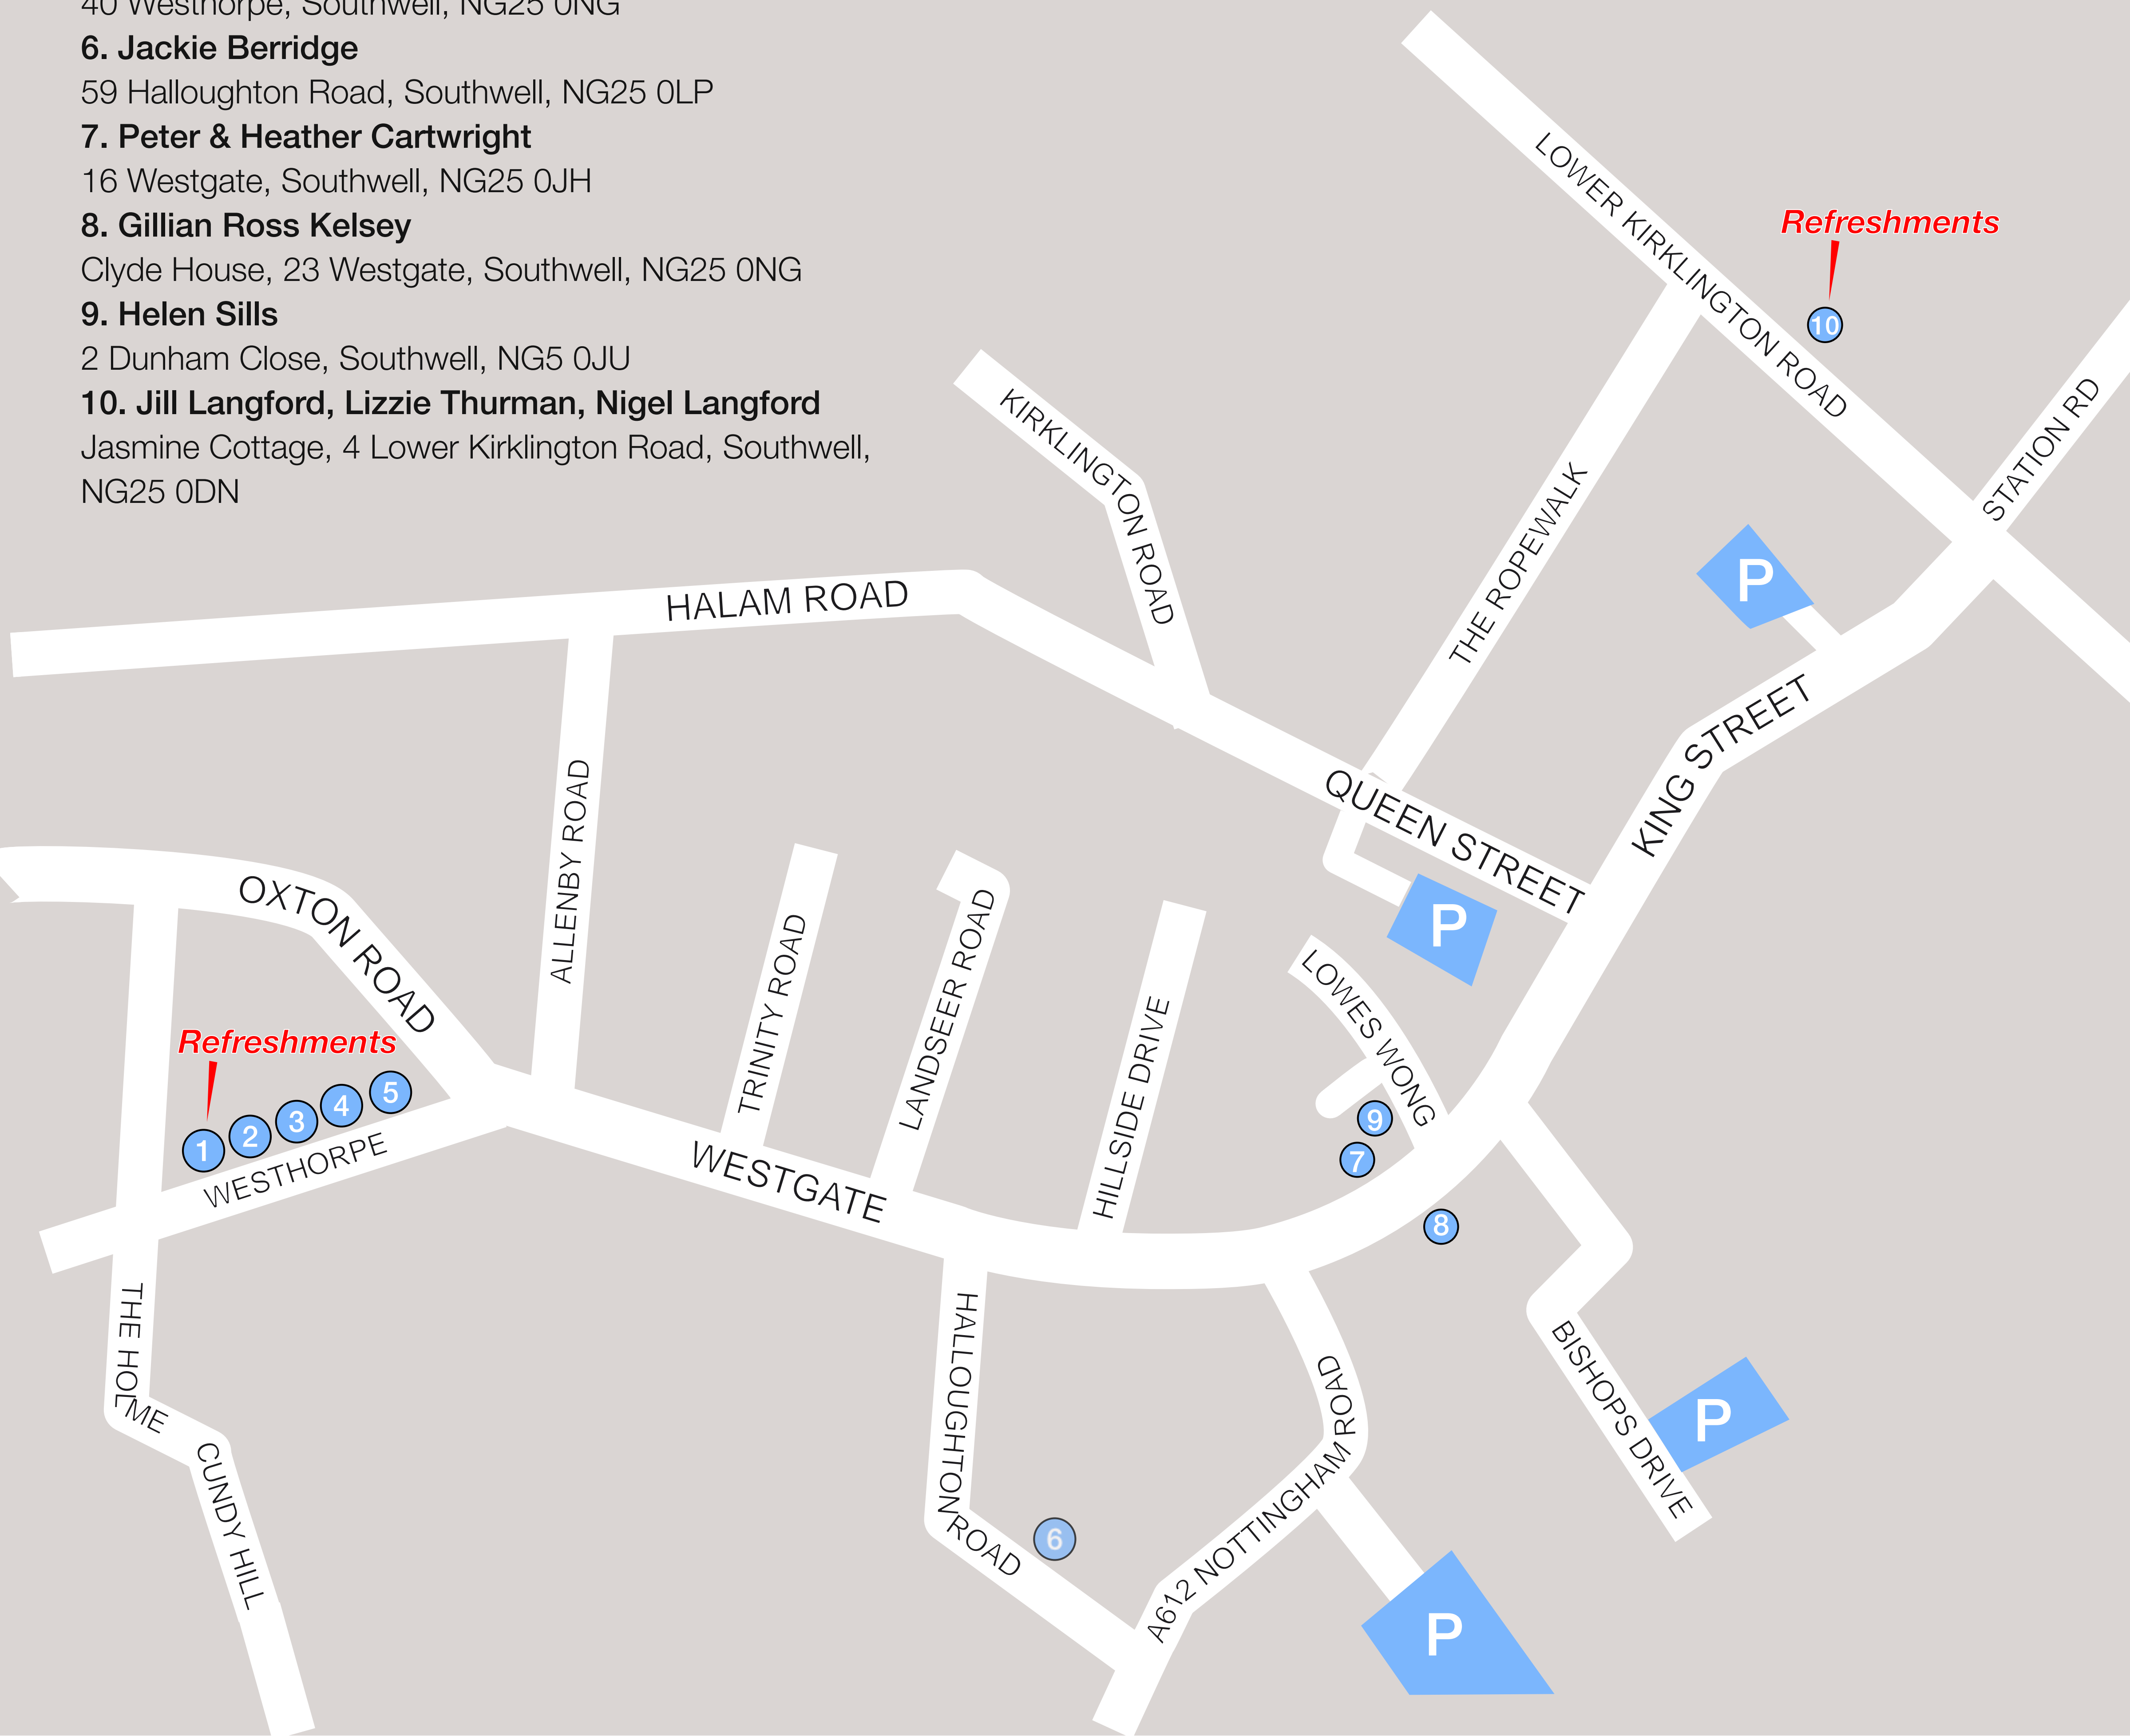 40 Westhorpe, Southwell, NG25 0NG
6. Jackie Berridge
59 Halloughton Road, Southwell, NG25 0LP
7. Peter & Heather Cartwright
16 Westgate, Southwell, NG25 0JH
8. Gillian Ross Kelsey
Clyde House, 23 Westgate, Southwell, NG25 0NG
9. Helen Sills
2 Dunham Close, Southwell, NG5 0JU
10. Jill Langford, Lizzie Thurman, Nigel Langford
Jasmine Cottage, 4 Lower Kirklington Road, Southwell,
NG25 0DN
LOWER KIRKLINGTON ROAD
Refreshments
10
STATION RD
KIRKLINGTON ROAD
THE ROPEWALK
P
HALAM ROAD
KING STREET
QUEEN STREET
P
ALLENBY ROAD
OXTON ROAD
TRINITY ROAD
LANDSEER ROAD
HILLSIDE DRIVE
LOWES WONG
Refreshments
1
2
3
4
5
WESTHORPE
9
7
8
WESTGATE
THE HOLME
CUNDY HILL
HALLOUGHTON ROAD
6
A612 NOTTINGHAM ROAD
BISHOPS DRIVE
P
P